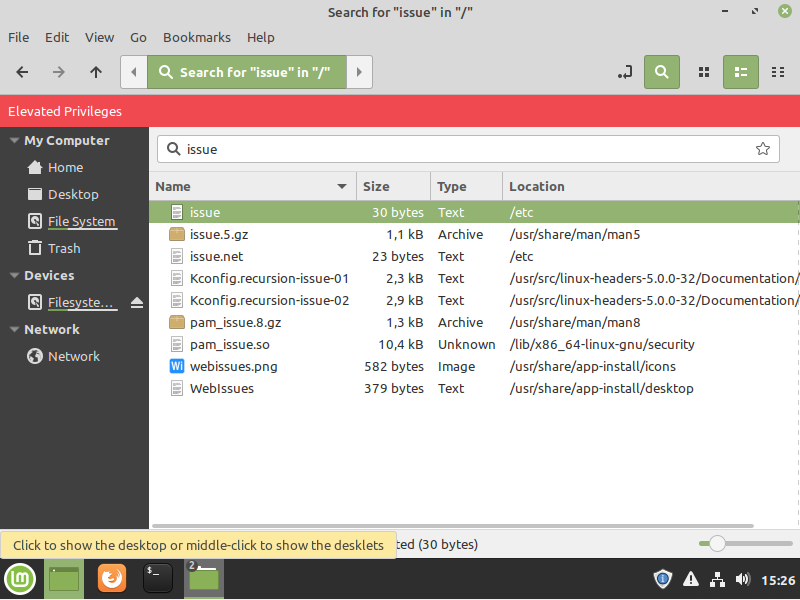 Search for "issue" in "/"
File Edit View Go Bookmarks Help
Search for "issue" in "/"
Elevated Privileges
My Computer
Home
Desktop
File System
Trash
Devices
Filesyste...
Network
Network
issue
Name Size Type Location
issue 30 bytes Text /etc
issue.5.gz 1,1 kB Archive /usr/share/man/man5
issue.net 23 bytes Text /etc
Kconfig.recursion-issue-01 2,3 kB Text /usr/src/linux-headers-5.0.0-32/Documentation/
Kconfig.recursion-issue-02 2,9 kB Text /usr/src/linux-headers-5.0.0-32/Documentation/
pam_issue.8.gz 1,3 kB Archive /usr/share/man/man8
pam_issue.so 10,4 kB Unknown /lib/x86_64-linux-gnu/security
Wi webissues.png 582 bytes Image /usr/share/app-install/icons
WebIssues 379 bytes Text /usr/share/app-install/desktop
Click to show the desktop or middle-click to show the desklets
ted (30 bytes)
$_ 2
15:26